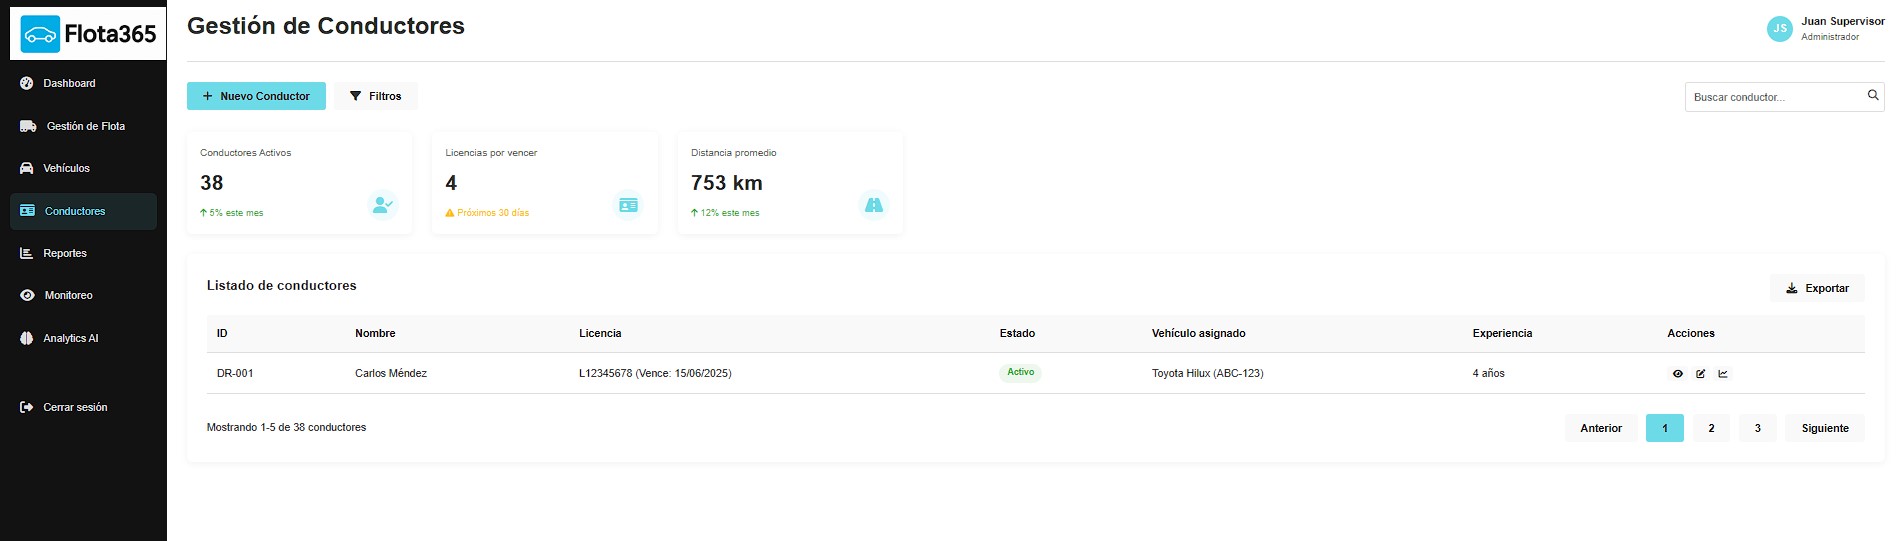 Flota365
Dashboard
Gestión de Flota
Vehículos
Conductores
Reportes
Monitoreo
Analytics AI
Cerrar sesión
Gestión de Conductores
JS
Juan Supervisor
Administrador
Nuevo Conductor
Filtros
Buscar conductor...
Conductores Activos
38
5% este mes
Licencias por vencer
4
Próximos 30 días
Distancia promedio
753 km
12% este mes
Listado de conductores
Exportar
ID Nombre Licencia Estado Vehículo asignado Experiencia Acciones
DR-001 Carlos Méndez L12345678 (Vence: 15/06/2025) Activo Toyota Hilux (ABC-123) 4 años
Mostrando 1-5 de 38 conductores
Anterior 1 2 3 Siguiente